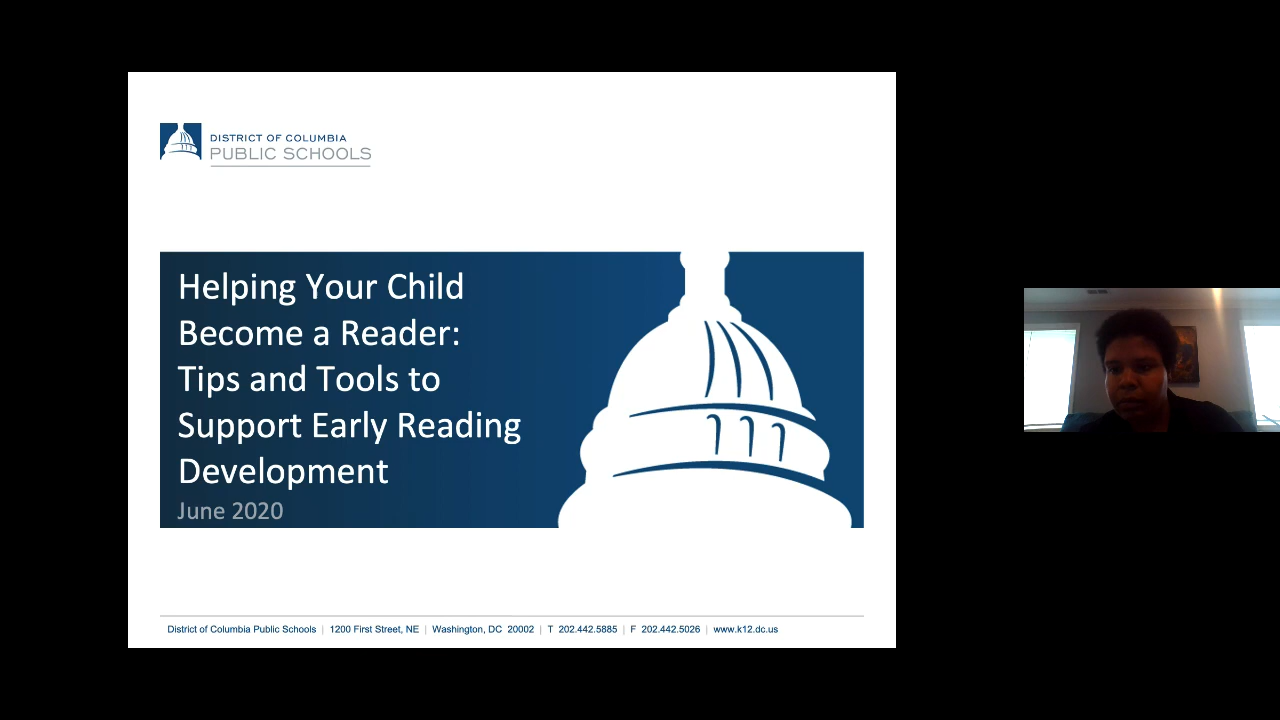 DISTRICT OF COLUMBIA
PUBLIC SCHOOLS
Helping Your Child
Become a Reader:
Tips and Tools to
Support Early Reading
Development
June 2020
District of Columbia Public Schools | 1200 First Street, NE | Washington, DC 20002 | T 202.442.5885 | F 202.442.5026 | www.k12.dc.us